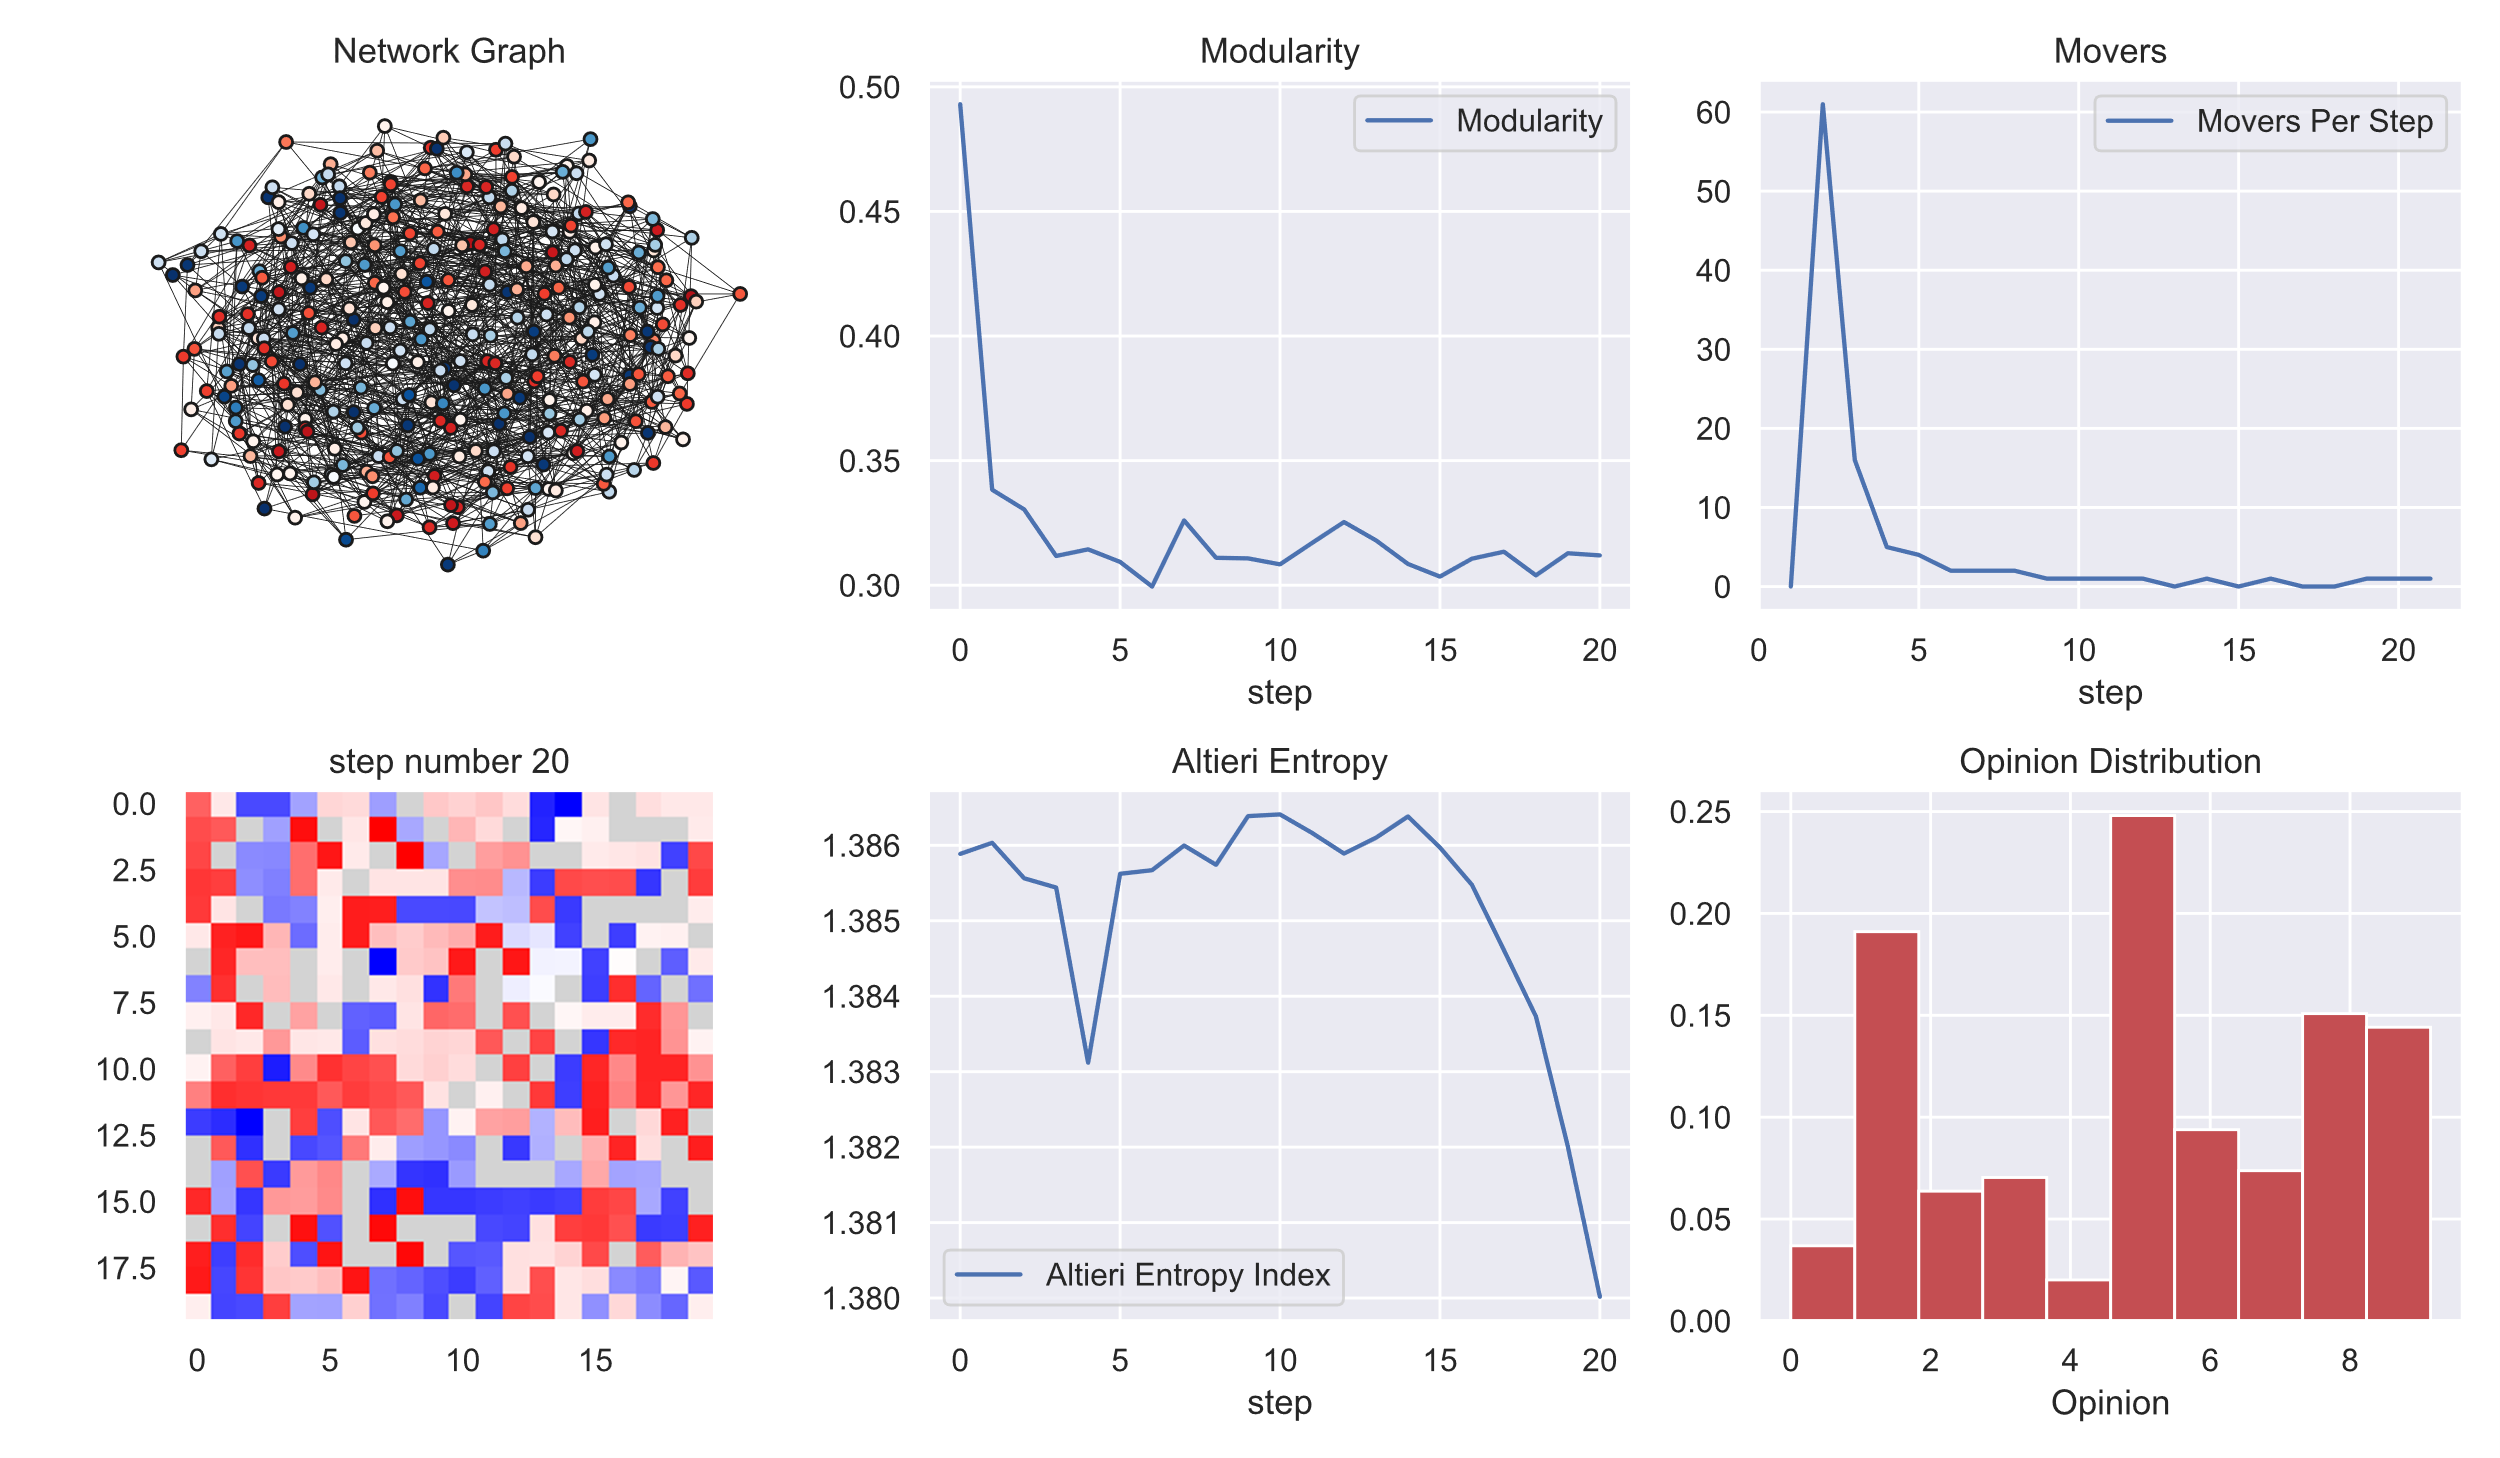 Network Graph
Modularity
0.50
0.45
0.40
0.35
0.30
Modularity
0 5 10 15 20
step
Movers
60
50
40
30
20
10
0
Movers Per Step
0 5 10 15 20
step
step number 20
0.0
2.5
5.0
7.5
10.0
12.5
15.0
17.5
0 5 10 15
Altieri Entropy
1.386
1.385
1.384
1.383
1.382
1.381
1.380
Altieri Entropy Index
0 5 10 15 20
step
Opinion Distribution
0.25
0.20
0.15
0.10
0.05
0.00
0 2 4 6 8
Opinion